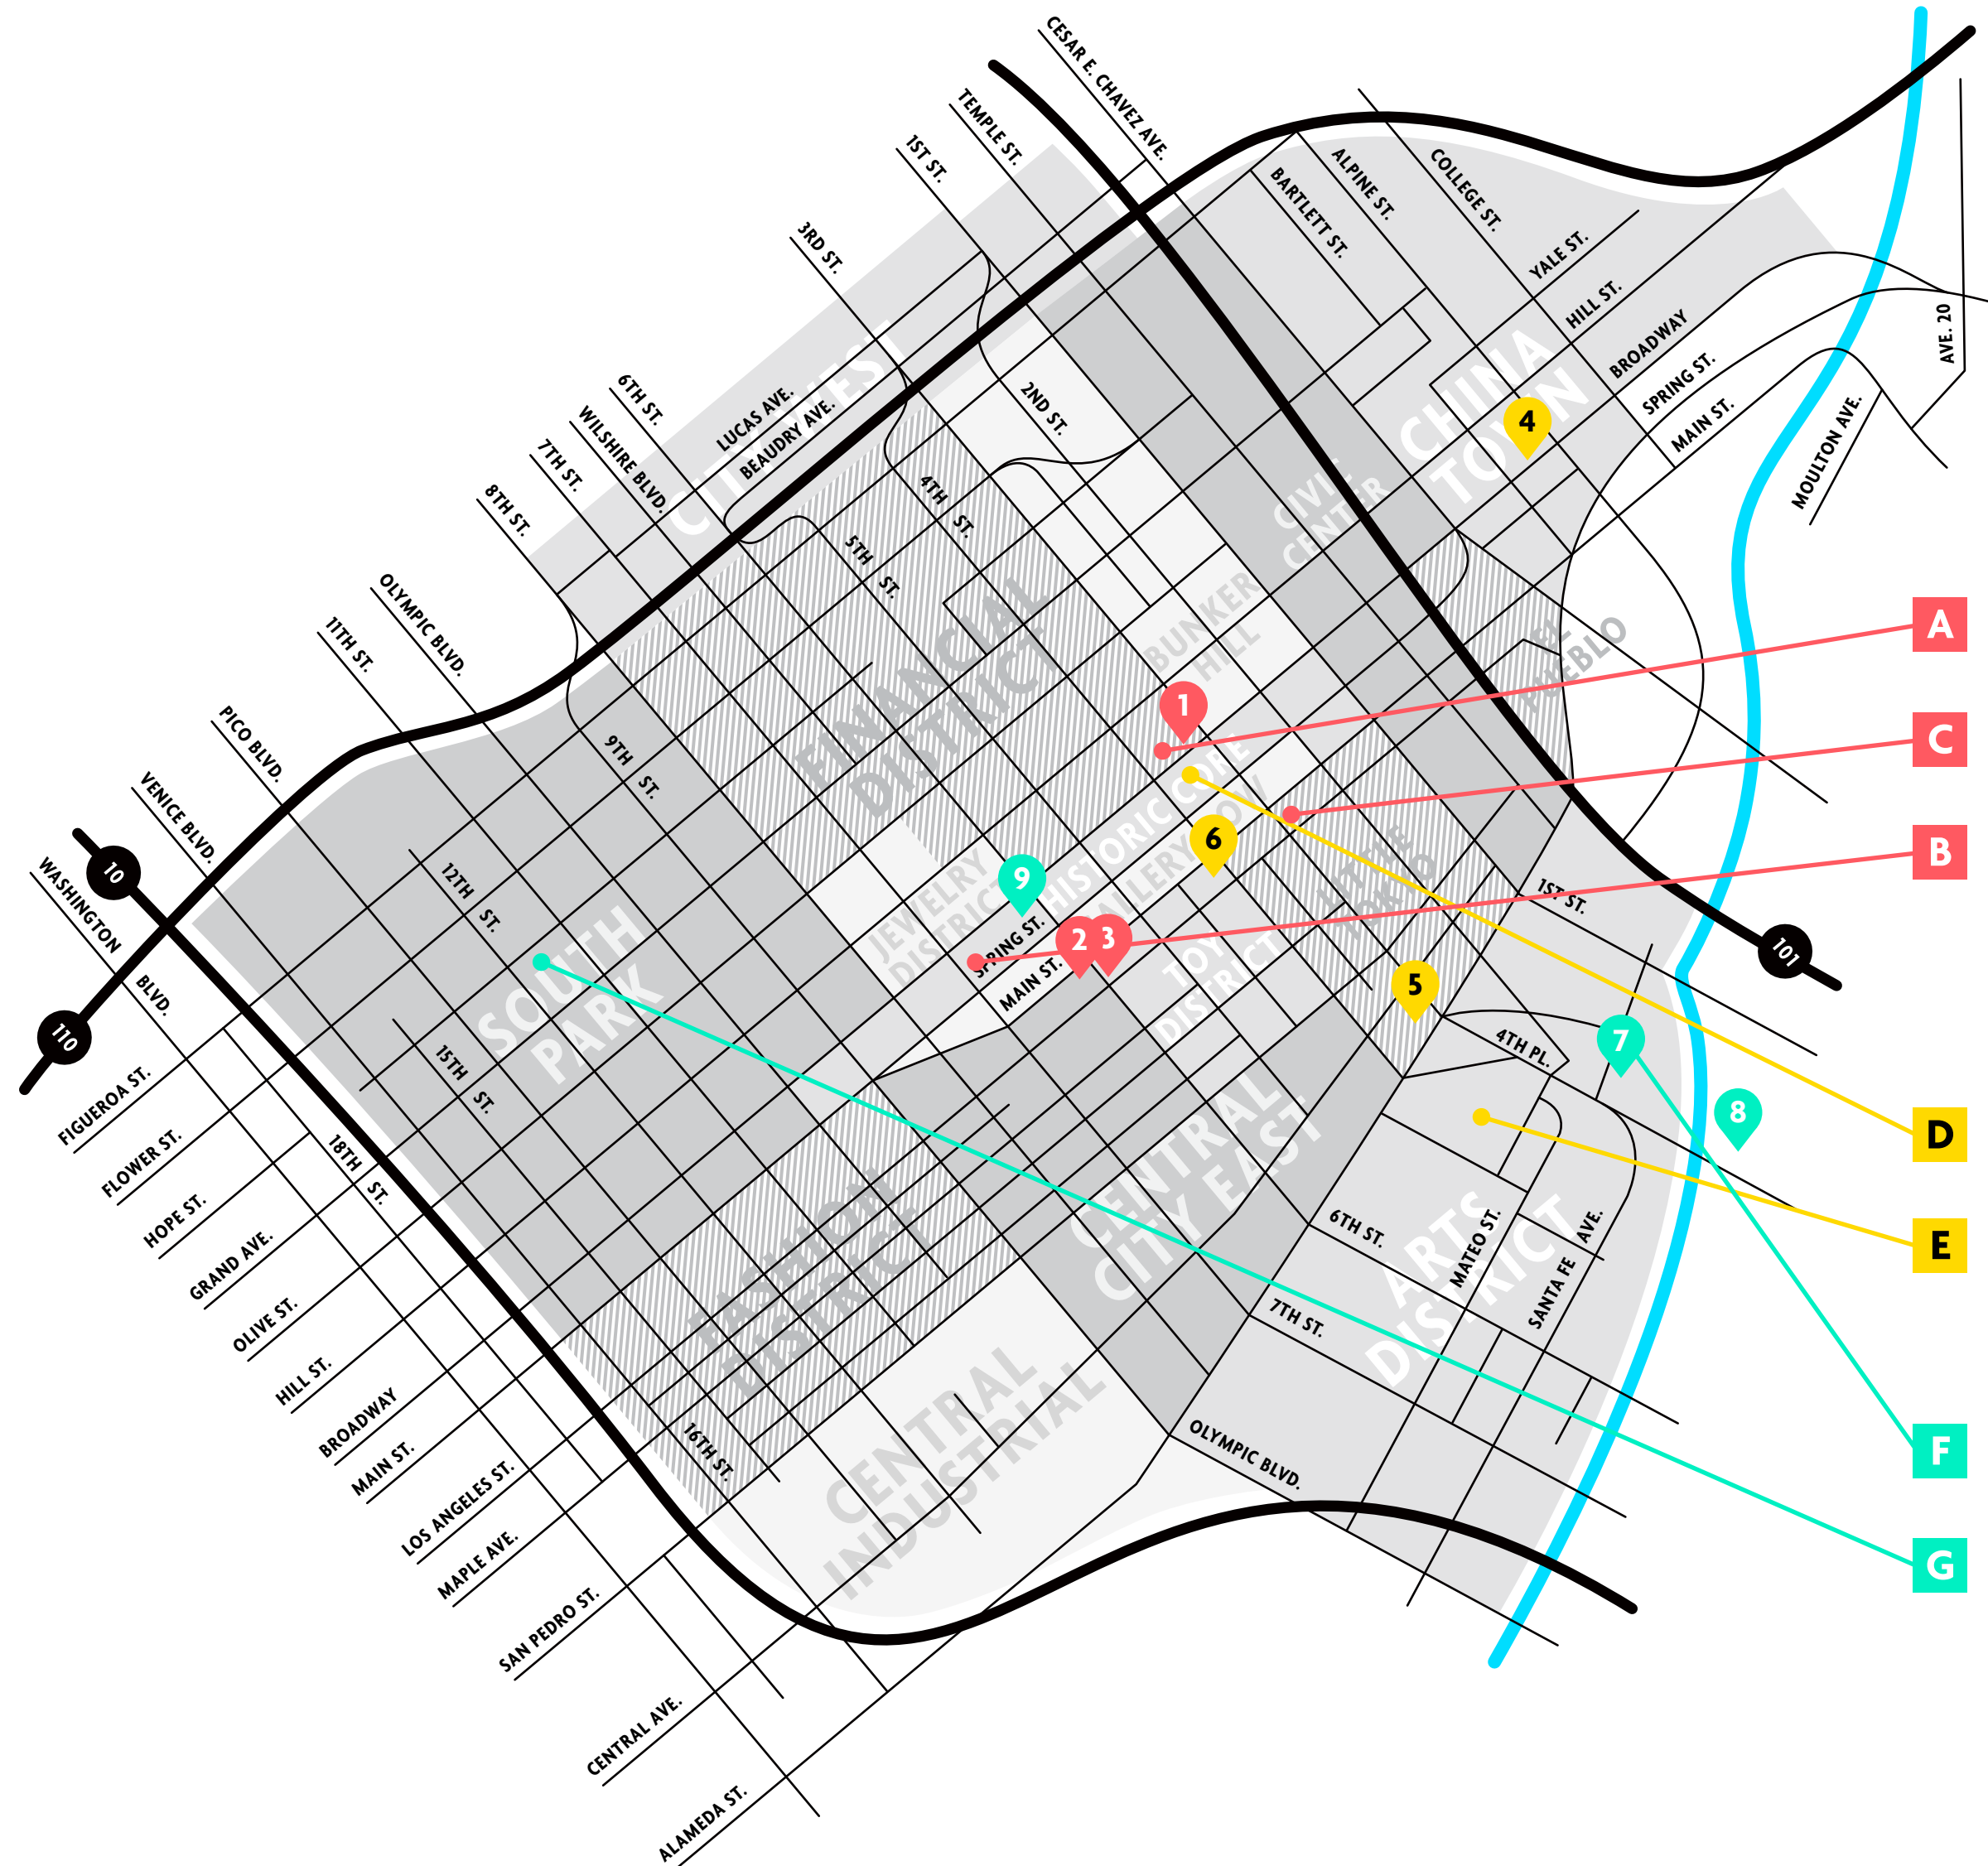 CESAR E. CHAVEZ AVE.
TEMPLE ST.
1ST ST.
3RD ST.
6TH ST.
WILSHIRE BLVD.
7TH ST.
8TH ST.
OLYMPIC BLVD.
11TH ST.
PICO BLVD.
VENICE BLVD.
WASHINGTON BLVD.
10
110
101
BARTLETT ST.
ALPINE ST.
COLLEGE ST.
YALE ST.
HILL ST.
BROADWAY
SPRING ST.
MAIN ST.
MOULTON AVE.
AVE. 20
LUCAS AVE.
BEAUDRY AVE.
2ND ST.
4TH ST.
5TH ST.
9TH ST.
12TH ST.
15TH ST.
18TH ST.
16TH ST.
CITY WEST
CHINA
TOWN
CIVIC
CENTER
BUNKER
HILL
EL
PUEBLO
FINANCIAL
DISTRICT
HISTORIC CORE
GALLERY ROW
JEWELRY
DISTRICT
LITTLE
TOKYO
TOY
DISTRICT
SOUTH
PARK
FASHION
DISTRICT
CENTRAL
CITY EAST
ARTS
DISTRICT
CENTRAL
INDUSTRIAL
SPRING ST.
MAIN ST.
1ST ST.
4TH PL.
6TH ST.
7TH ST.
MATEO ST.
SANTA FE AVE.
OLYMPIC BLVD.
FIGUEROA ST.
FLOWER ST.
HOPE ST.
GRAND AVE.
OLIVE ST.
HILL ST.
BROADWAY
MAIN ST.
LOS ANGELES ST.
MAPLE AVE.
SAN PEDRO ST.
CENTRAL AVE.
ALAMEDA ST.
1
2
3
4
5
6
7
8
9
A
C
B
D
E
F
G